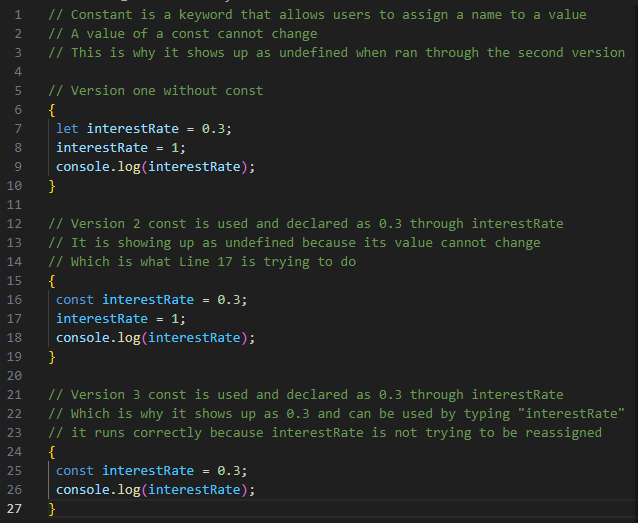 1 // Constant is a keyword that allows users to assign a name to a value
2 // A value of a const cannot change
3 // This is why it shows up as undefined when ran through the second version
4
5 // Version one without const
6 {
7 let interestRate = 0.3;
8 interestRate = 1;
9 console.log(interestRate);
10 }
11
12 // Version 2 const is used and declared as 0.3 through interestRate
13 // It is showing up as undefined because its value cannot change
14 // Which is what Line 17 is trying to do
15 {
16 const interestRate = 0.3;
17 interestRate = 1;
18 console.log(interestRate);
19 }
20
21 // Version 3 const is used and declared as 0.3 through interestRate
22 // Which is why it shows up as 0.3 and can be used by typing "interestRate"
23 // it runs correctly because interestRate is not trying to be reassigned
24 {
25 const interestRate = 0.3;
26 console.log(interestRate);
27 }